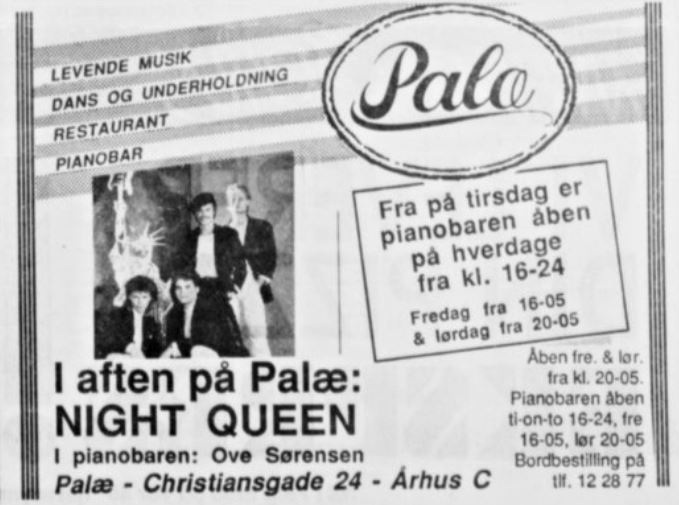 LEVENDE MUSIK
DANS OG UNDERHOLDNING
RESTAURANT
PIANOBAR
Palæ
Fra på tirsdag er
pianobaren åben
på hverdage
fra kl. 16-24
Fredag fra 16-05
& lørdag fra 20-05
I aften på Palæ:
NIGHT QUEEN
I pianobaren: Ove Sørensen
Palæ - Christiansgade 24 - Århus C
Åben fre. & lør.
fra kl. 20-05.
Pianobaren åben
ti-on-to 16-24, fre
16-05, lør 20-05
Bordbestilling på
tlf. 12 28 77